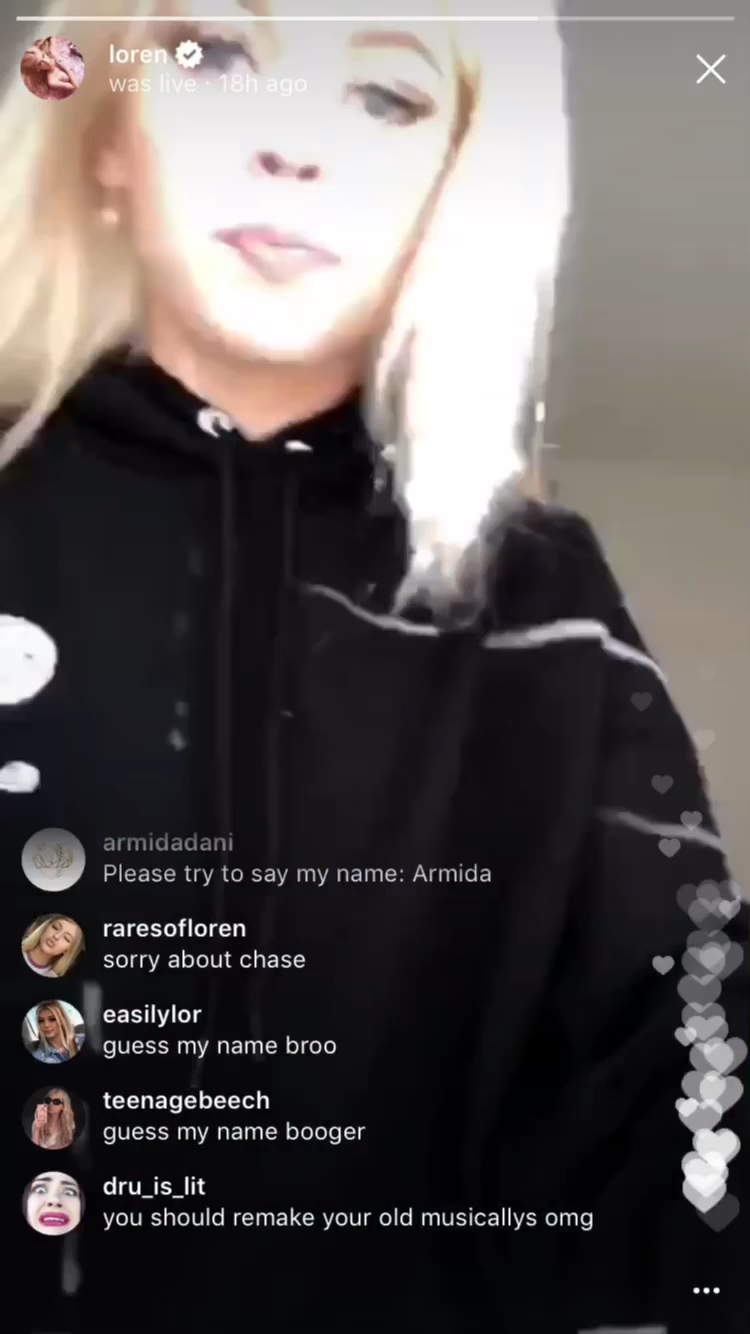 loren
was live · 18h ago
armidadani
Please try to say my name: Armida
raresofloren
sorry about chase
easilylor
guess my name broo
teenagebeech
guess my name booger
dru_is_lit
you should remake your old musicallys omg